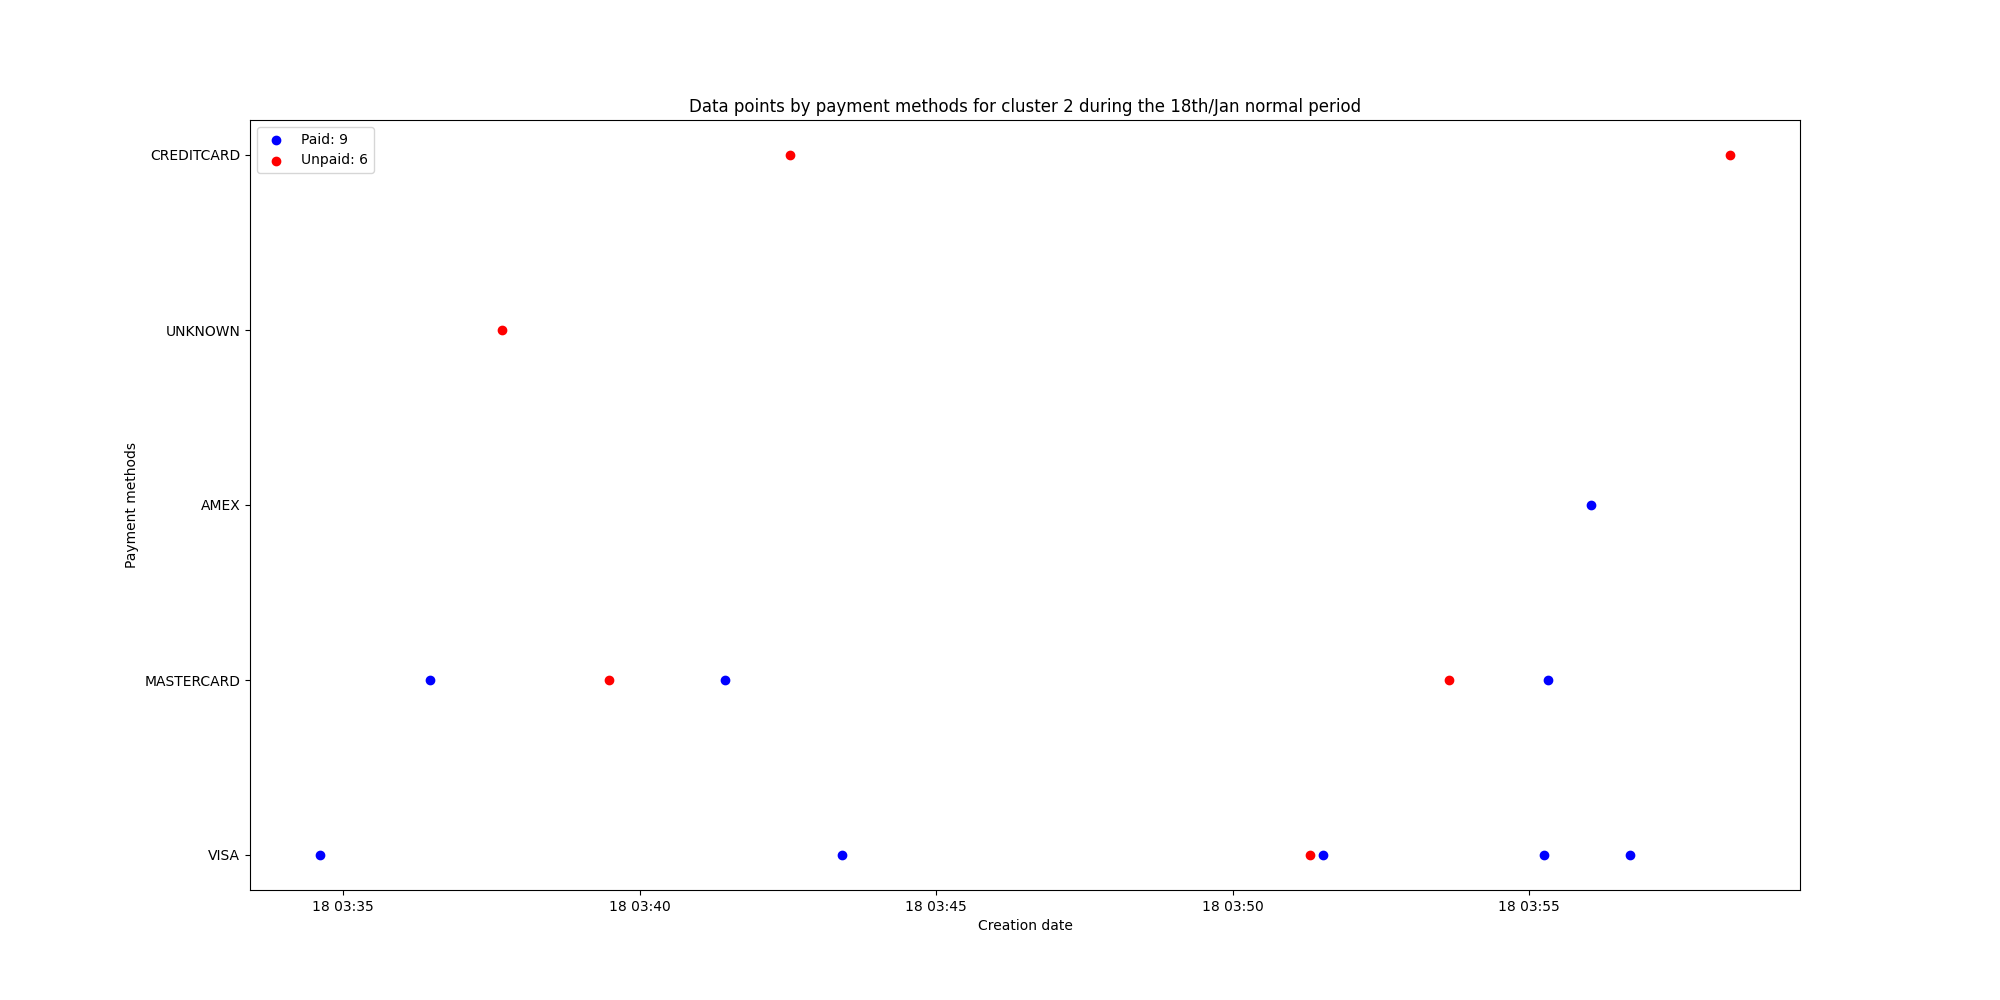 Data points by payment methods for cluster 2 during the 18th/Jan normal period
Paid: 9
Unpaid: 6
CREDITCARD
UNKNOWN
AMEX
MASTERCARD
VISA
Payment methods
18 03:35
18 03:40
18 03:45
18 03:50
18 03:55
Creation date